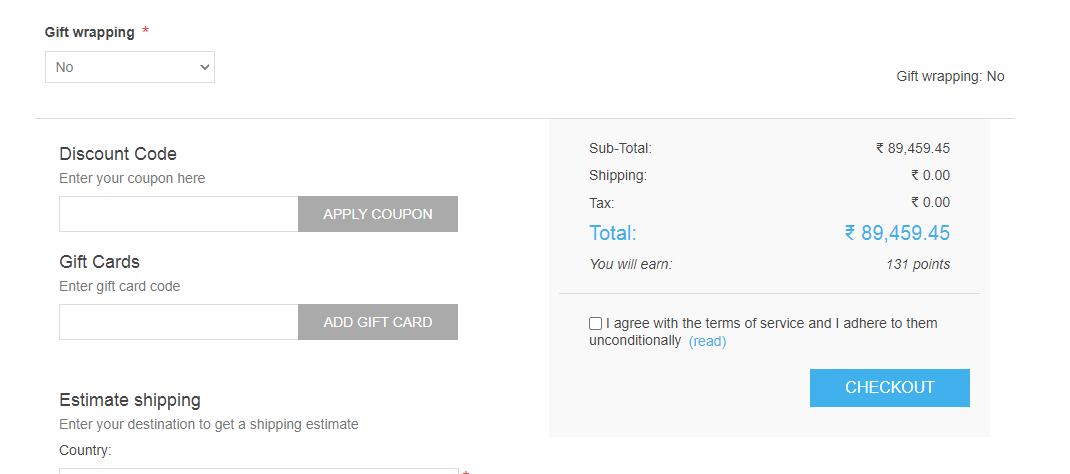 Gift wrapping *
No
Gift wrapping: No
Discount Code
Enter your coupon here
APPLY COUPON
Gift Cards
Enter gift card code
ADD GIFT CARD
Estimate shipping
Enter your destination to get a shipping estimate
Country:
*
Sub-Total: ₹ 89,459.45
Shipping: ₹ 0.00
Tax: ₹ 0.00
Total: ₹ 89,459.45
You will earn: 131 points
I agree with the terms of service and I adhere to them
unconditionally (read)
CHECKOUT